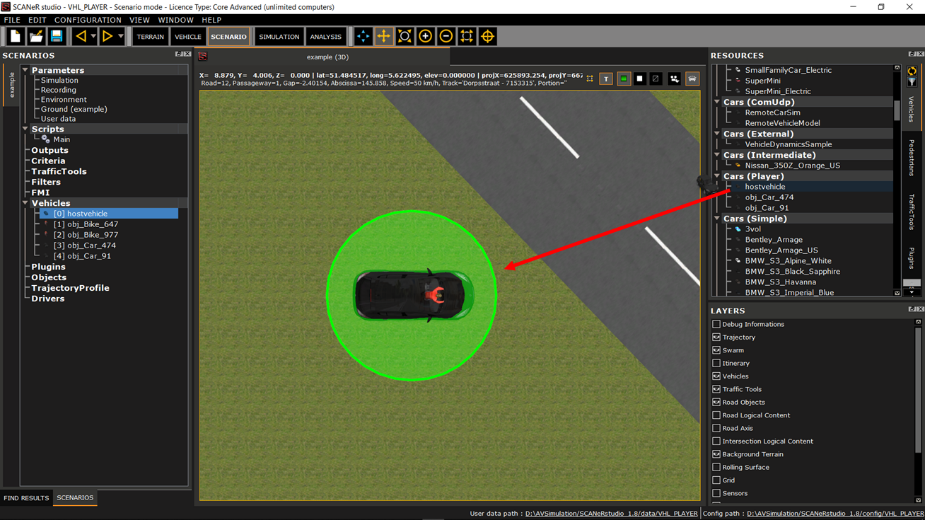 SCANeR studio - VHL_PLAYER - Scenario mode - Licence Type: Core Advanced (unlimited computers)
FILE EDIT CONFIGURATION VIEW WINDOW HELP
TERRAIN VEHICLE SCENARIO SIMULATION ANALYSIS
SCENARIOS
example
Parameters
Simulation
Recording
Environment
Ground (example)
User data
Scripts
Main
Outputs
Criteria
TrafficTools
Filters
FMI
Vehicles
[0] hostvehicle
[1] obj_Bike_647
[2] obj_Bike_977
[3] obj_Car_474
[4] obj_Car_91
Plugins
Objects
TrajectoryProfile
Drivers
FIND RESULTS SCENARIOS
example (3D)
X= 8.879, Y= 4.006, Z= 0.000 | lat=51.484517, long=5.622495, elev=0.000000 | projX=625893.254, projY=567
Road=12, Passageway=1, Gap=-2.40154, Abscissa=145.858, Speed=50 km/h, Track="Dorpsstraat - 7153315", Portion="
T
RESOURCES
SmallFamilyCar_Electric
SuperMini
SuperMini_Electric
Cars (ComUdp)
RemoteCarSim
RemoteVehicleModel
Cars (External)
VehicleDynamicsSample
Cars (Intermediate)
Nissan_350Z_Orange_US
Cars (Player)
hostvehicle
obj_Car_474
obj_Car_91
Cars (Simple)
3vol
Bentley_Arnage
Bentley_Arnage_US
BMW_S3_Alpine_White
BMW_S3_Black_Sapphire
BMW_S3_Havanna
BMW_S3_Imperial_Blue
Vehicles
Pedestrians
TrafficTools
Plugins
LAYERS
Debug Informations
Trajectory
Swarm
Itinerary
Vehicles
Traffic Tools
Road Objects
Road Logical Content
Road Axis
Intersection Logical Content
Background Terrain
Rolling Surface
Grid
Sensors
User data path : D:\AVSimulation\SCANeRstudio_1.8/data/VHL_PLAYER Config path : D:\AVSimulation\SCANeRstudio_1.8/config/VHL_PLAYER